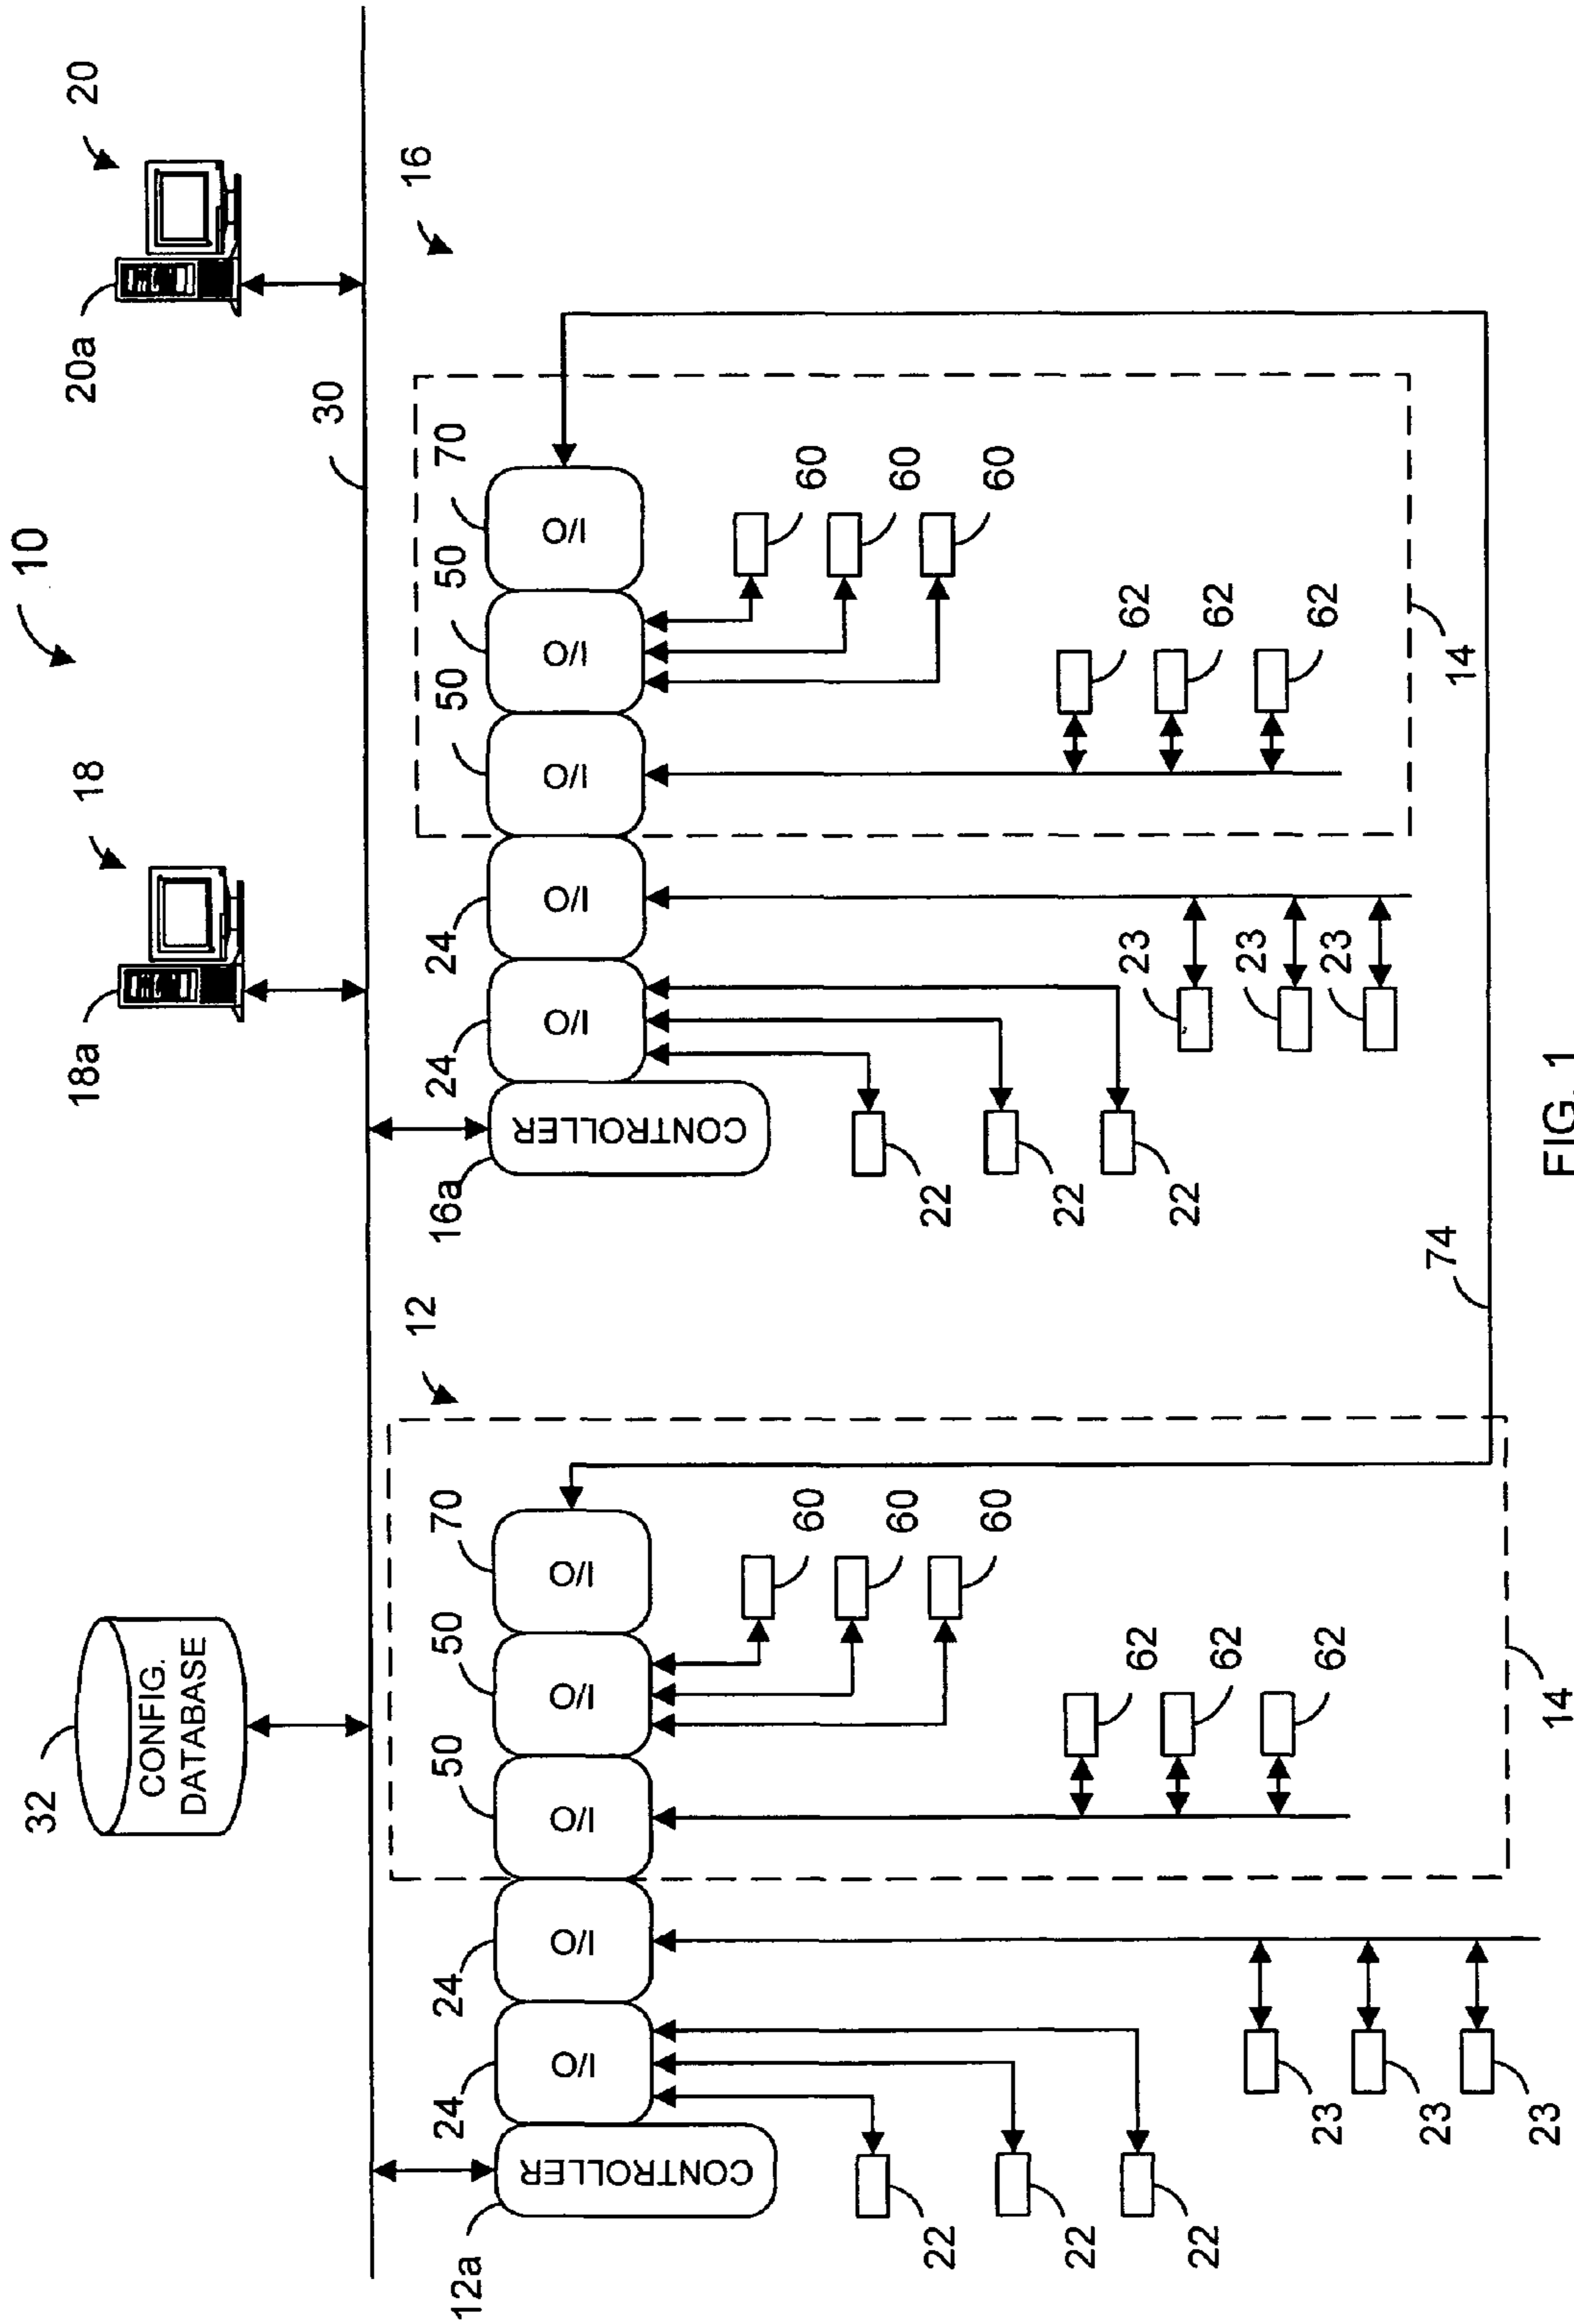 10
32
CONFIG.
DATABASE
18a
18
20a
20
30
12
16
12a
24
24
50
50
70
16a
24
24
50
50
70
CONTROLLER
I/O
I/O
I/O
I/O
I/O
CONTROLLER
I/O
I/O
I/O
I/O
I/O
60
60
60
60
60
60
22
22
22
22
22
22
62
62
62
62
62
62
23
23
23
23
23
23
74
14
14
FIG. 1